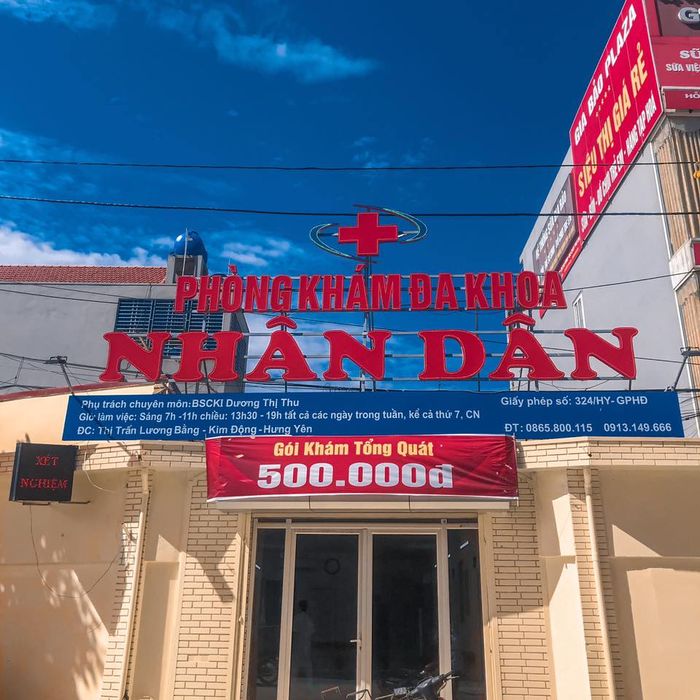 GIA BẢO PLAZA
SIÊU THỊ GIÁ RẺ
PHÒNG KHÁM ĐA KHOA
NHÂN DÂN
Phụ trách chuyên môn:BSCKI Dương Thị Thu
Giờ làm việc: Sáng 7h -11h chiều: 13h30 - 19h tất cả các ngày trong tuần, kể cả thứ 7, CN
ĐC: Thị Trấn Lương Bằng - Kim Động-Hưng Yên
Giấy phép số: 324/HY- GPHĐ
ĐT: 0865.800.115 0913.149.666
XÉT
NGHIỆM
Gói Khám Tổng Quát
500.000đ